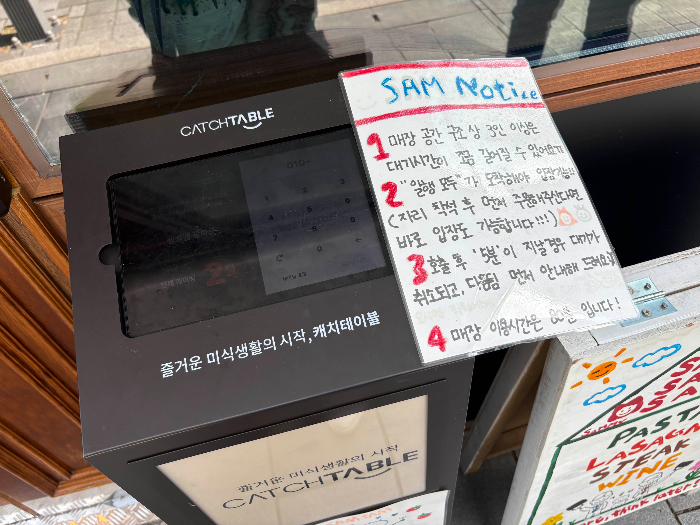 CATCHTABLE
010-
즐거운 미식생활의 시작, 캐치테이블
즐거운 미식생활의 시작
CATCHTABLE
SAM Notice
1 매장 공간 구조상 3인 이상은
대기시간이 조금 길어질 수 있어요
2 "일행 모두"가 도착해야 입장가능!!
(자리 착석 후 먼저 주문해주신다면
바로 입장도 가능합니다!!!)
3 호출 후 '5분'이 지날경우 대기가
취소되고, 다음팀 먼저 안내해 드려요
4 매장 이용시간은 분 입니다!
PASTA
LASAGNA
STEAK
WINE